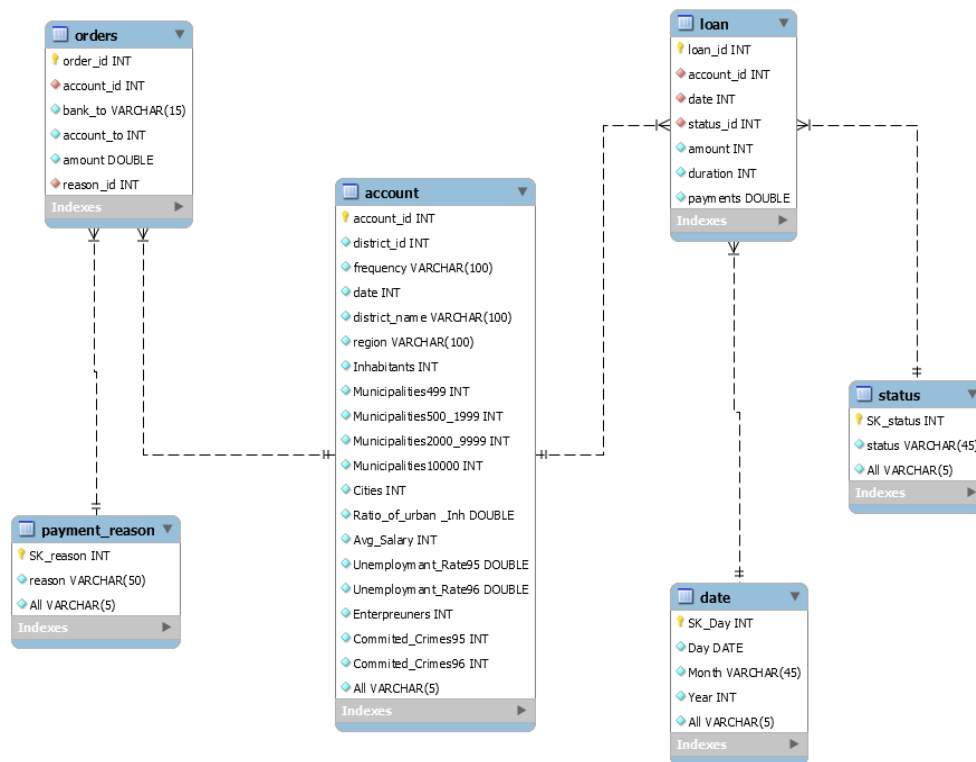 orders
order_id INT
account_id INT
bank_to VARCHAR(15)
account_to INT
amount DOUBLE
reason_id INT
Indexes
loan
loan_id INT
account_id INT
date INT
status_id INT
amount INT
duration INT
payments DOUBLE
Indexes
account
account_id INT
district_id INT
frequency VARCHAR(100)
date INT
district_name VARCHAR(100)
region VARCHAR(100)
Inhabitants INT
Municipalities499 INT
Municipalities500_1999 INT
Municipalities2000_9999 INT
Municipalities10000 INT
Cities INT
Ratio_of_urban _Inh DOUBLE
Avg_Salary INT
Unemploymant_Rate95 DOUBLE
Unemploymant_Rate96 DOUBLE
Enterpreuners INT
Commited_Crimes95 INT
Commited_Crimes96 INT
All VARCHAR(5)
Indexes
status
SK_status INT
status VARCHAR(45)
All VARCHAR(5)
Indexes
payment_reason
SK_reason INT
reason VARCHAR(50)
All VARCHAR(5)
Indexes
date
SK_Day INT
Day DATE
Month VARCHAR(45)
Year INT
All VARCHAR(5)
Indexes